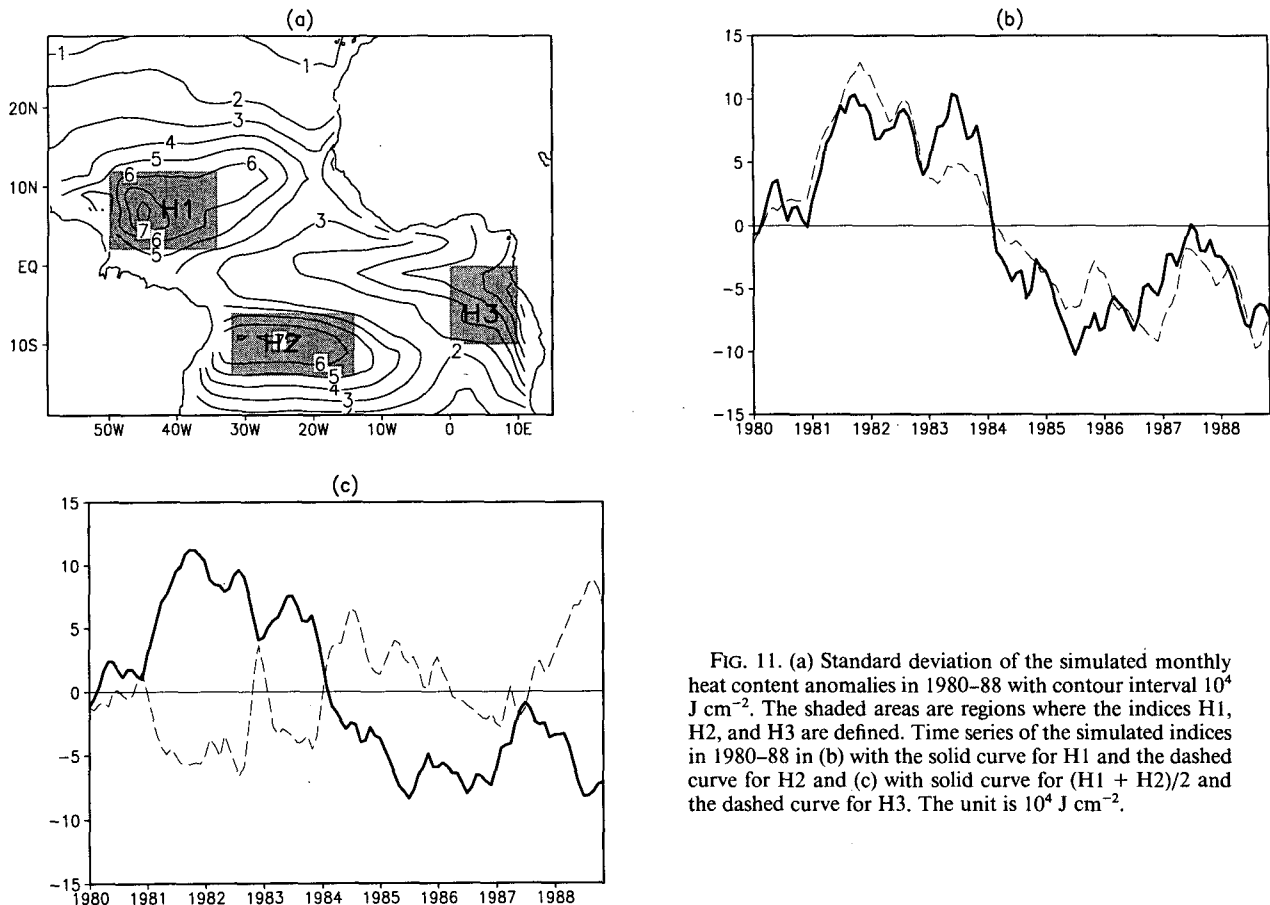 (a)
1
1
2
3
4
5
6
6
H1
7
6
5
3
H3
2
H2
6
5
4
3
20N
10N
EQ
10S
50W 40W 30W 20W 10W 0 10E
(b)
15
10
5
0
−5
−10
−15
1980 1981 1982 1983 1984 1985 1986 1987 1988
(c)
15
10
5
0
−5
−10
−15
1980 1981 1982 1983 1984 1985 1986 1987 1988
FIG. 11. (a) Standard deviation of the simulated monthly
heat content anomalies in 1980–88 with contour interval 10⁴
J cm⁻². The shaded areas are regions where the indices H1,
H2, and H3 are defined. Time series of the simulated indices
in 1980–88 in (b) with the solid curve for H1 and the dashed
curve for H2 and (c) with solid curve for (H1 + H2)/2 and
the dashed curve for H3. The unit is 10⁴ J cm⁻².